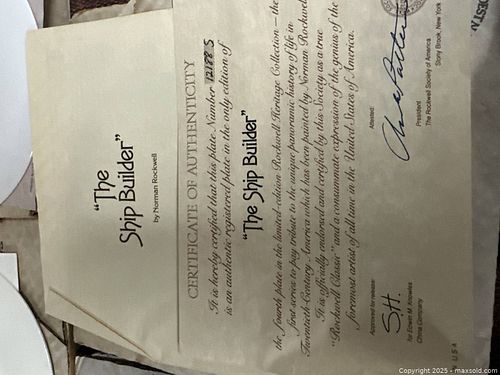 "The
Ship Builder"
by Norman Rockwell
CERTIFICATE OF AUTHENTICITY
It is hereby certified that this plate, Number 12188 S
is an authentic registered plate in the only edition of
"The Ship Builder"
the fourth plate in the limited-edition Rockwell Heritage Collection — the
first series to pay tribute to the unique panoramic history of life in
Twentieth-Century America which has been painted by Norman Rockwell.
It is officially endorsed and certified by this Society as a true
"Rockwell Classic" and a consummate expression of the genius of the
foremost artist of all time in the United States of America.
Approved for release:
S.H.
for Edwin M. Knowles
China Company
Attested:
President
The Rockwell Society of America
Stony Brook, New York
U S A
Copyright 2025 - maxsold.com